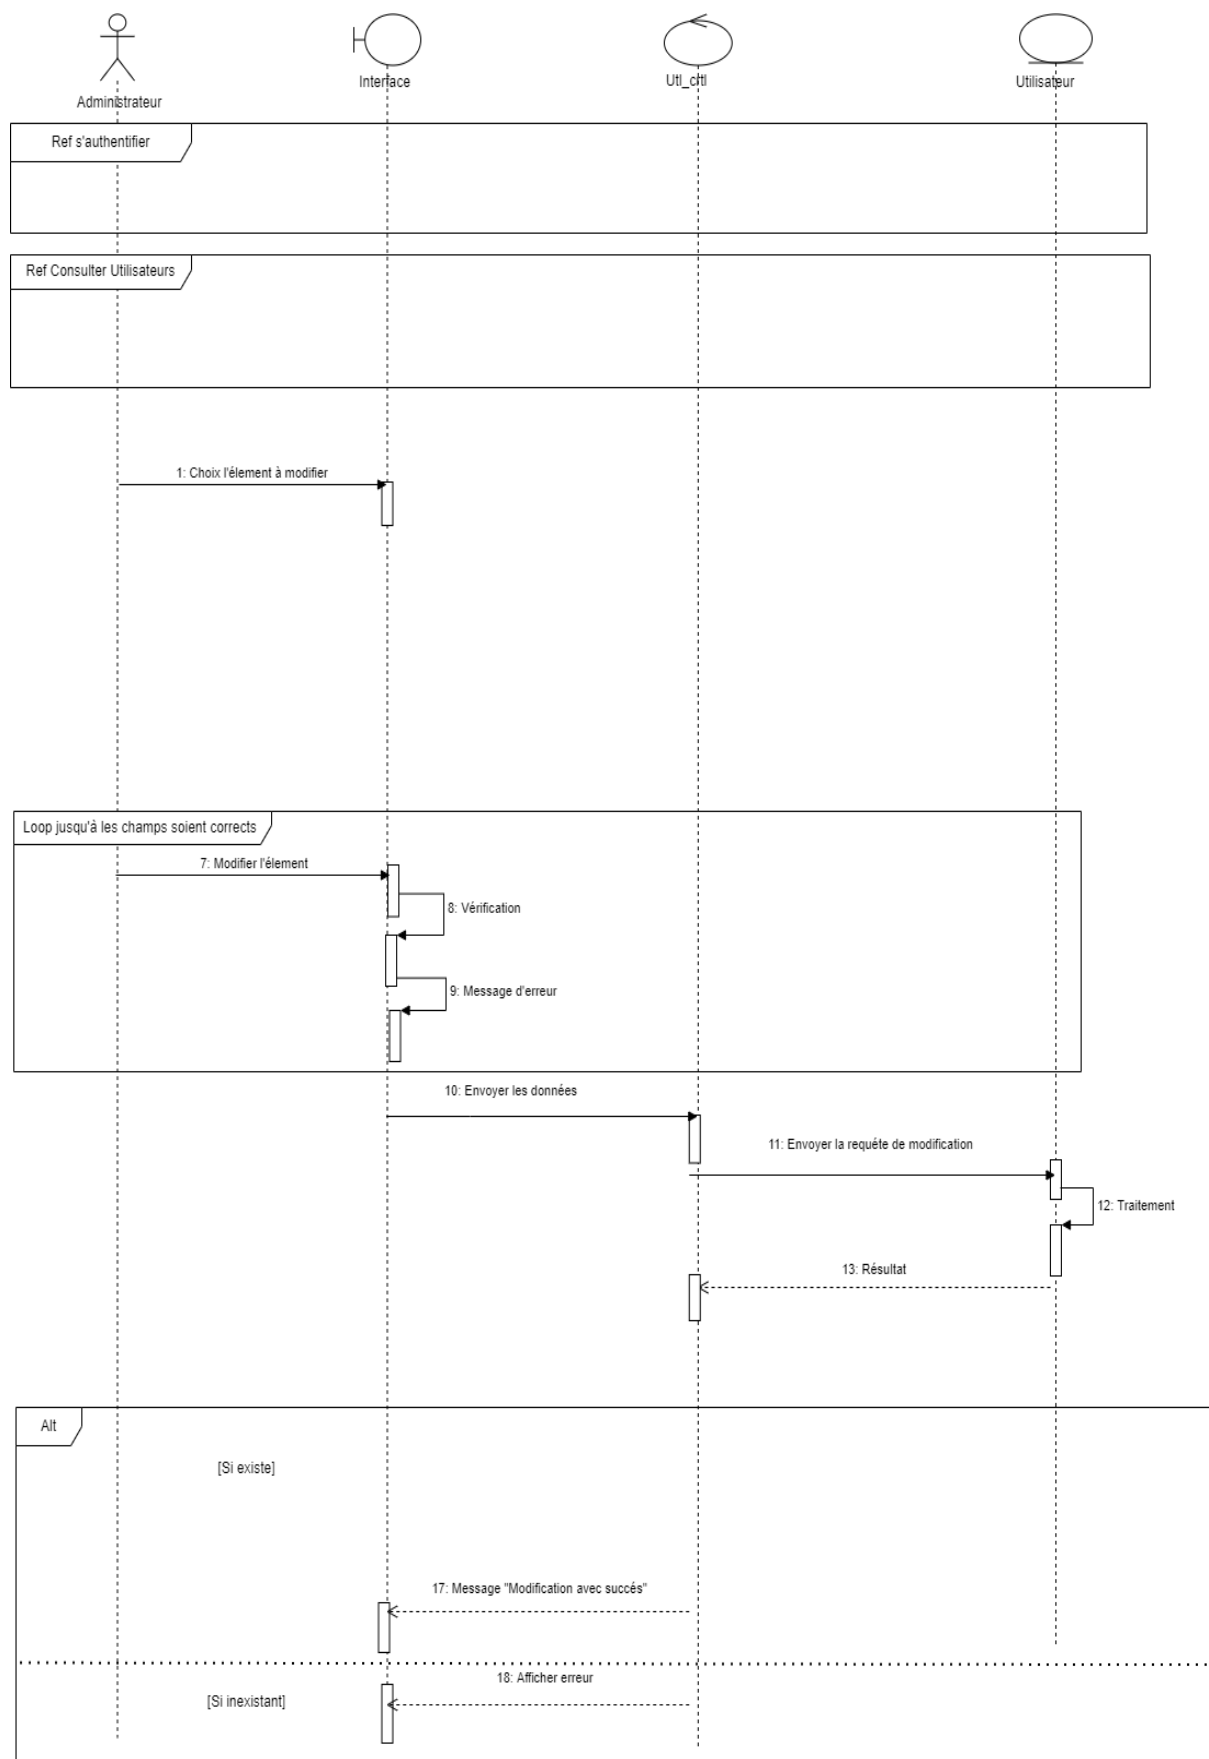 Administrateur
Interface
Utl_crtl
Utilisateur
Ref s'authentifier
Ref Consulter Utilisateurs
1: Choix l'élement à modifier
Loop jusqu'à les champs soient corrects
7: Modifier l'élement
8: Vérification
9: Message d'erreur
10: Envoyer les données
11: Envoyer la requéte de modification
12: Traitement
13: Résultat
Alt
[Si existe]
17: Message "Modification avec succés"
18: Afficher erreur
[Si inexistant]